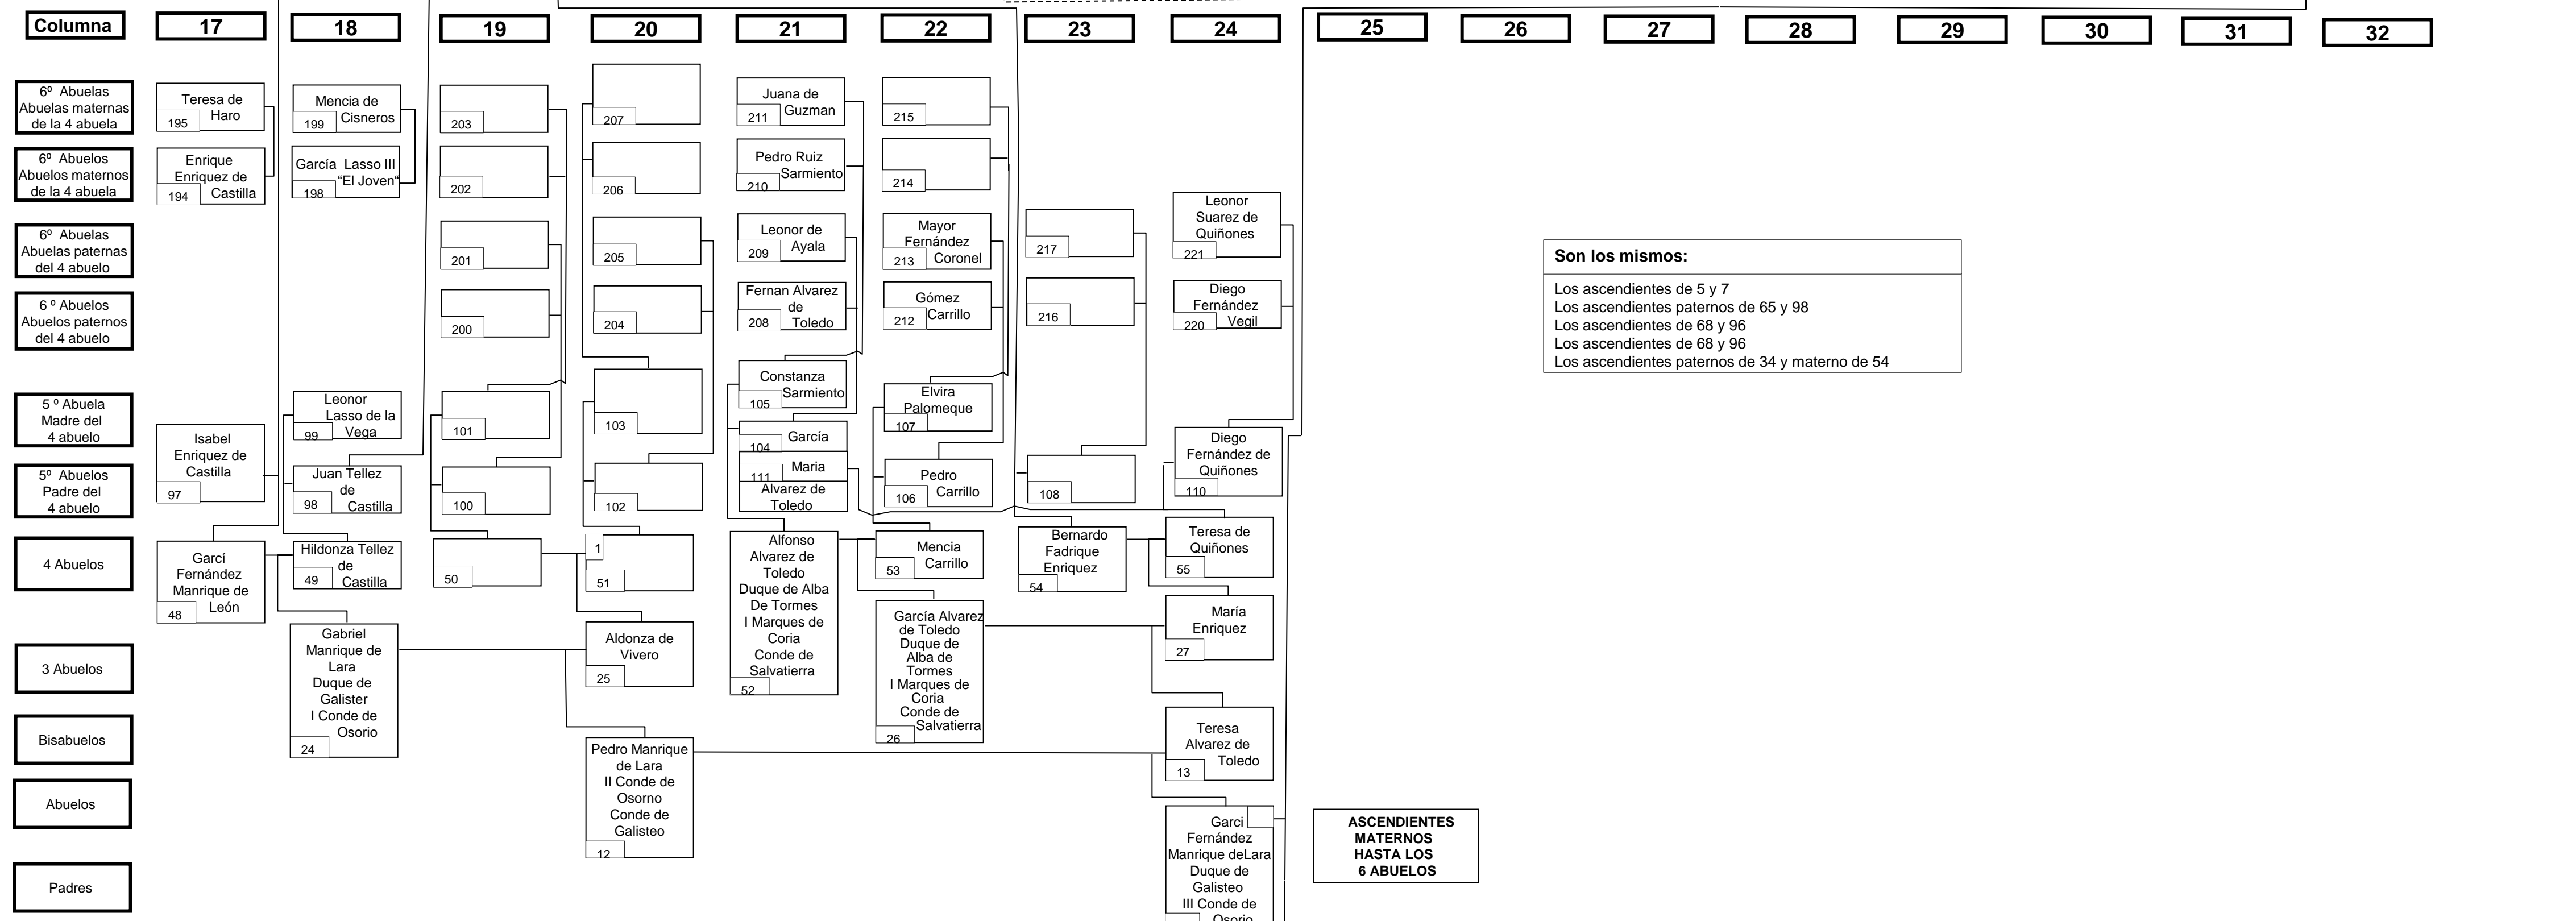 Columna 17 18 19 20 21 22 23 24 25 26 27 28 29 30 31 32
6º Abuelas
Abuelas maternas
de la 4 abuela
Teresa de
Haro
195
Mencia de
Cisneros
199
203
207
Juana de
Guzman
211
215
6º Abuelos
Abuelos maternos
de la 4 abuela
Enrique
Enriquez de
Castilla
194
García Lasso III
"El Joven"
198
202
206
Pedro Ruiz
Sarmiento
210
214
6º Abuelas
Abuelas paternas
del 4 abuelo
201
205
Leonor de
Ayala
209
Mayor
Fernández
Coronel
213
217
Leonor
Suarez de
Quiñones
221
6 º Abuelos
Abuelos paternos
del 4 abuelo
200
204
Fernan Alvarez
de
Toledo
208
Gómez
Carrillo
212
216
Diego
Fernández
Vegil
220
Son los mismos:
Los ascendientes de 5 y 7
Los ascendientes paternos de 65 y 98
Los ascendientes de 68 y 96
Los ascendientes de 68 y 96
Los ascendientes paternos de 34 y materno de 54
5 º Abuela
Madre del
4 abuelo
Isabel
Enriquez de
Castilla
97
Leonor
Lasso de la
Vega
99
101
103
Constanza
Sarmiento
105
Elvira
Palomeque
107
5º Abuelos
Padre del
4 abuelo
Juan Tellez
de
Castilla
98
100
102
García
104
Maria
111
Alvarez de
Toledo
Pedro
Carrillo
106
108
Diego
Fernández de
Quiñones
110
4 Abuelos
Garcí
Fernández
Manrique de
León
48
Hildonza Tellez
de
Castilla
49
50
1
51
Alfonso
Alvarez de
Toledo
Duque de Alba
De Tormes
I Marques de
Coria
Conde de
Salvatierra
52
Mencia
Carrillo
53
Bernardo
Fadrique
Enriquez
54
Teresa de
Quiñones
55
3 Abuelos
Gabriel
Manrique de
Lara
Duque de
Galister
I Conde de
Osorio
24
Aldonza de
Vivero
25
García Alvarez
de Toledo
Duque de
Alba de
Tormes
I Marques de
Coria
Conde de
Salvatierra
26
María
Enriquez
27
Bisabuelos
Pedro Manrique
de Lara
II Conde de
Osorno
Conde de
Galisteo
12
Teresa
Alvarez de
Toledo
13
Abuelos
Garci
Fernández
Manrique deLara
Duque de
Galisteo
III Conde de
Osorio
ASCENDIENTES
MATERNOS
HASTA LOS
6 ABUELOS
Padres